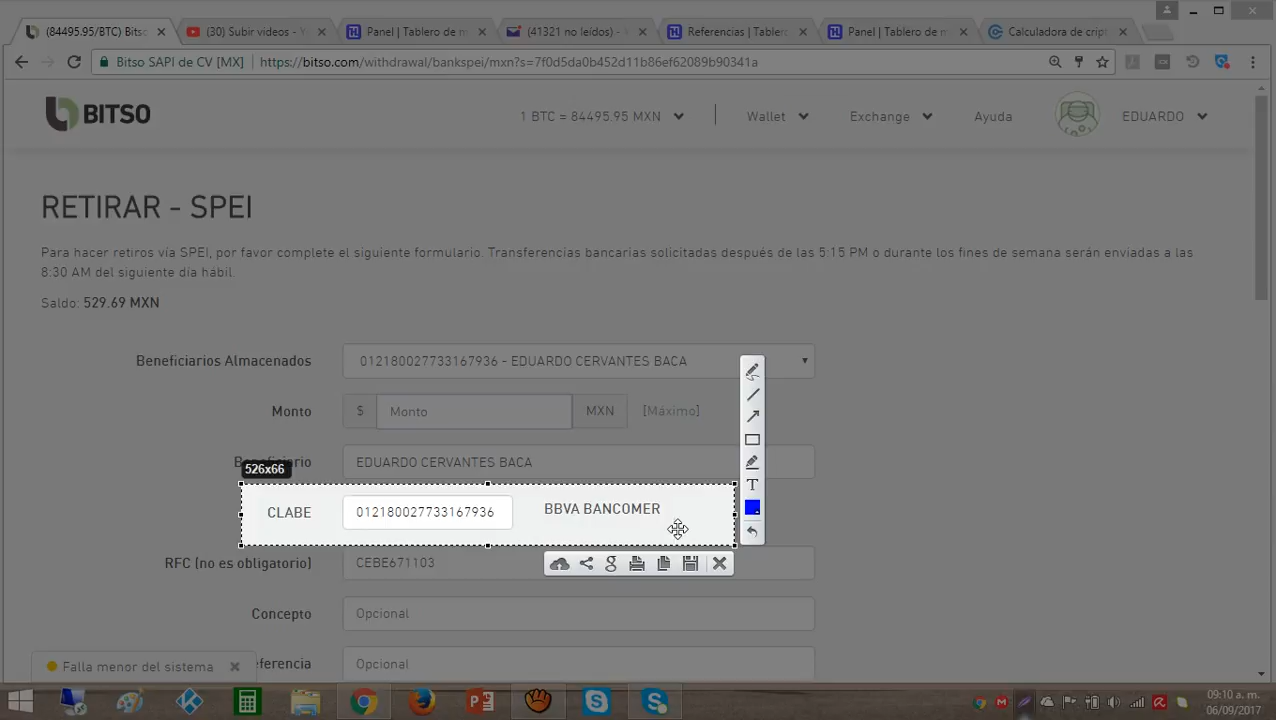 (84495.95/BTC) Bitso
(30) Subir videos - Y
Panel | Tablero de m
(41321 no leídos) -
Referencias | Tablero
Panel | Tablero de m
Calculadora de cript
Bitso SAPI de CV [MX]
https://bitso.com/withdrawal/bankspei/mxn?s=7f0d5da0b452d11b86ef62089b90341a
BITSO
1 BTC = 84495.95 MXN
Wallet
Exchange
Ayuda
EDUARDO
RETIRAR - SPEI
Para hacer retiros vía SPEI, por favor complete el siguiente formulario. Transferencias bancarias solicitadas después de las 5:15 PM o durante los fines de semana serán enviadas a las
8:30 AM del siguiente día hábil.
Saldo: 529.69 MXN
Beneficiarios Almacenados
012180027733167936 - EDUARDO CERVANTES BACA
Monto
$
Monto
MXN
[Máximo]
EDUARDO CERVANTES BACA
526x66
CLABE
012180027733167936
BBVA BANCOMER
RFC (no es obligatorio)
CEBE671103
Concepto
Opcional
Falla menor del sistema
eferencia
Opcional
09:10 a. m.
06/09/2017